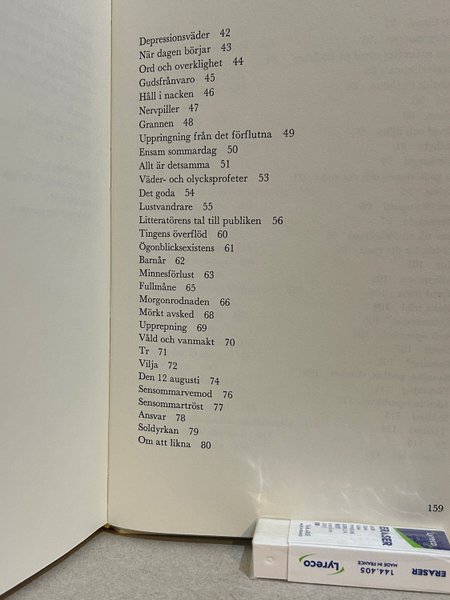 Depressionsväder 42
När dagen börjar 43
Ord och overklighet 44
Gudsfrånvaro 45
Håll i nacken 46
Nervpiller 47
Grannen 48
Uppringning från det förflutna 49
Ensam sommardag 50
Allt är detsamma 51
Väder- och olycksprofeter 53
Det goda 54
Lustvandrare 55
Litteratörens tal till publiken 56
Tingens överflöd 60
Ögonblicksexistens 61
Barnår 62
Minnesförlust 63
Fullmåne 65
Morgonrodnaden 66
Mörkt avsked 68
Upprepning 69
Våld och vanmakt 70
Tr 71
Vilja 72
Den 12 augusti 74
Sensommarvemod 76
Sensommartröst 77
Ansvar 78
Soldyrkan 79
Om att likna 80
159
ERASER
Lyreco
144.405
ERASER
MADE IN FRANCE